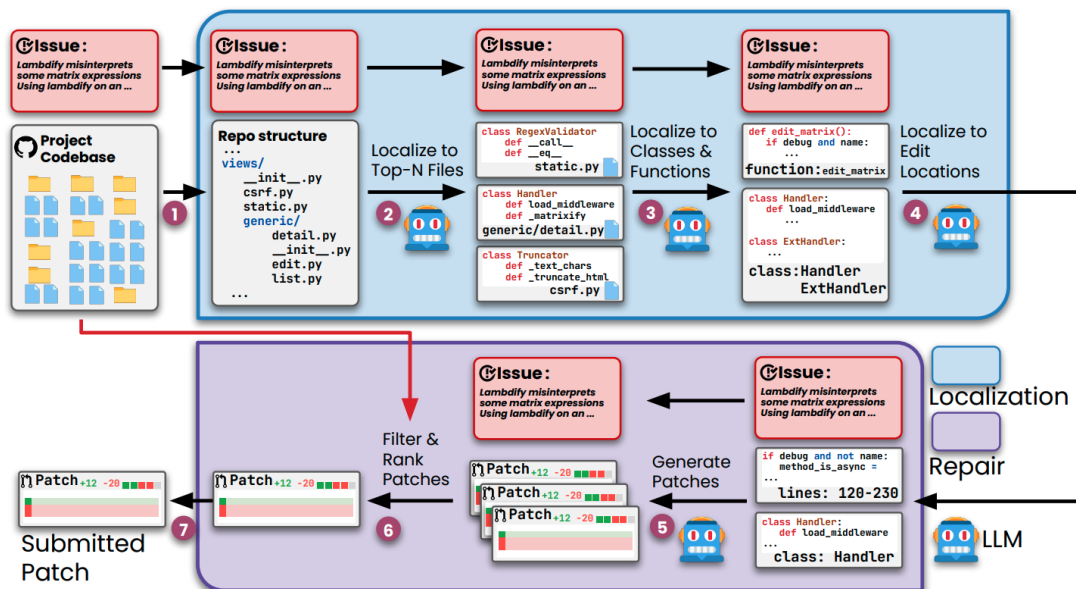 Issue:
Lambdify misinterprets
some matrix expressions
Using lambdify on an ...
Issue:
Lambdify misinterprets
some matrix expressions
Using lambdify on an ...
Issue:
Lambdify misinterprets
some matrix expressions
Using lambdify on an ...
Issue:
Lambdify misinterprets
some matrix expressions
Using lambdify on an ...
Project
Codebase
1
Repo structure
...
views/
__init__.py
csrf.py
static.py
generic/
detail.py
__init__.py
edit.py
list.py
...
Localize to
Top-N Files
2
class RegexValidator
def __call__
def __eq__
static.py
class Handler
def load_middleware
def _matrixify
generic/detail.py
class Truncator
def _text_chars
def _truncate_html
csrf.py
Localize to
Classes &
Functions
3
def edit_matrix():
if debug and name:
...
function:edit_matrix
class Handler:
def load_middleware
...
class ExtHandler:
...
class:Handler
ExtHandler
Localize to
Edit
Locations
4
Localization
Repair
LLM
Issue:
Lambdify misinterprets
some matrix expressions
Using lambdify on an ...
if debug and not name:
method_is_async =
...
lines: 120-230
class Handler:
def load_middleware
...
class: Handler
Generate
Patches
5
Issue:
Lambdify misinterprets
some matrix expressions
Using lambdify on an ...
Patch +12 -20
Patch +12 -20
Patch +12 -20
Filter &
Rank
Patches
6
Patch +12 -20
7
Patch +12 -20
Submitted
Patch